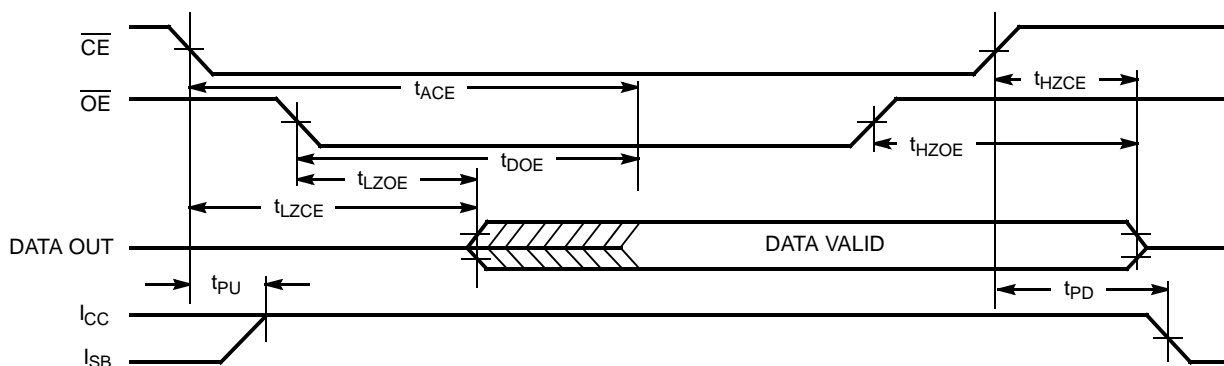 CE
tACE
tHZCE
OE
tHZOE
tDOE
tLZOE
tLZCE
DATA OUT
DATA VALID
tPU
tPD
ICC
ISB